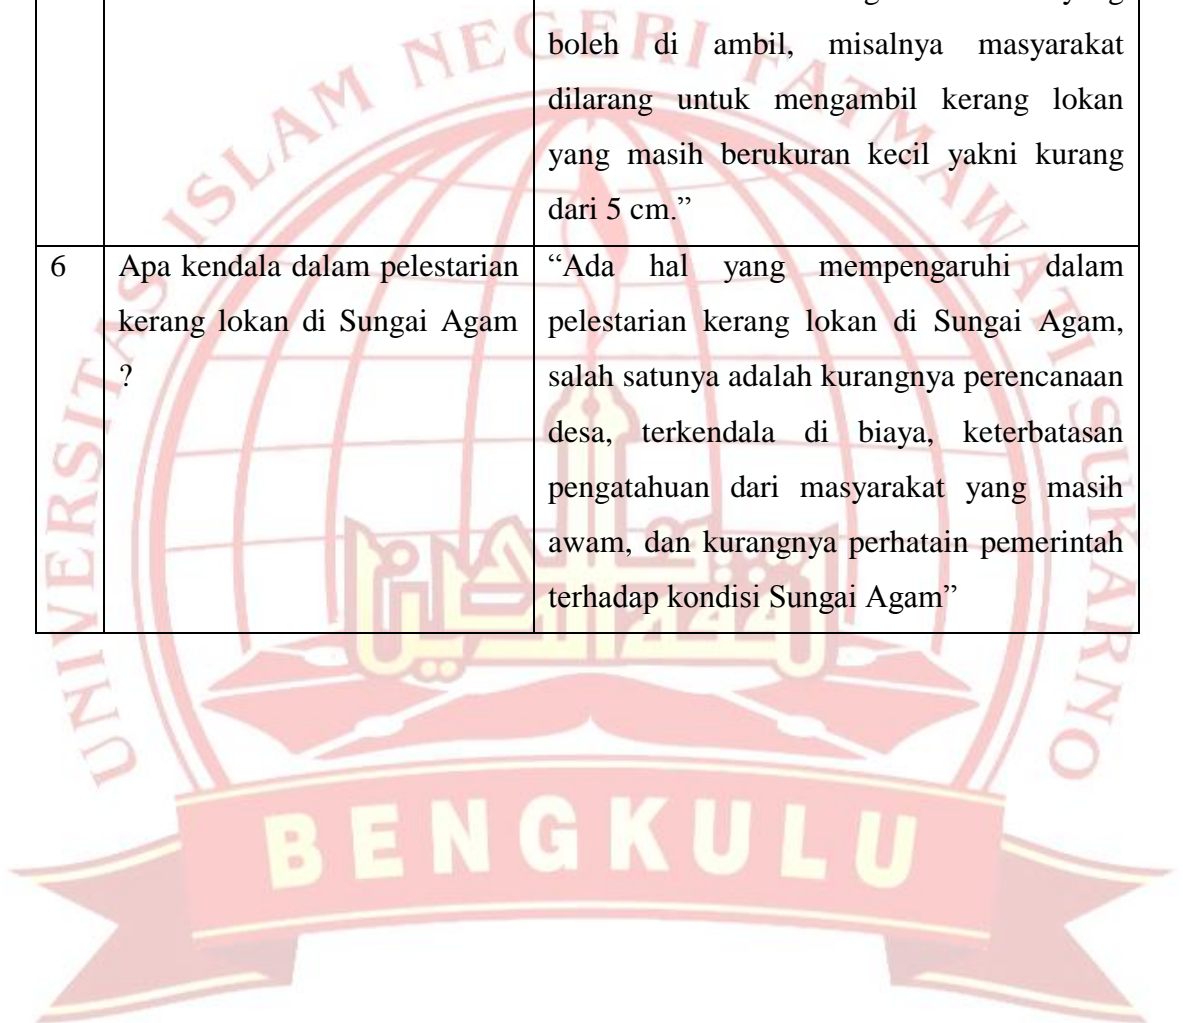 boleh di ambil, misalnya masyarakat
dilarang untuk mengambil kerang lokan
yang masih berukuran kecil yakni kurang
dari 5 cm.”
6
Apa kendala dalam pelestarian
kerang lokan di Sungai Agam
?
“Ada hal yang mempengaruhi dalam
pelestarian kerang lokan di Sungai Agam,
salah satunya adalah kurangnya perencanaan
desa, terkendala di biaya, keterbatasan
pengatahuan dari masyarakat yang masih
awam, dan kurangnya perhatain pemerintah
terhadap kondisi Sungai Agam”
UNIVERSITAS ISLAM NEGERI FATMAWATI SUKARNO
BENGKULU